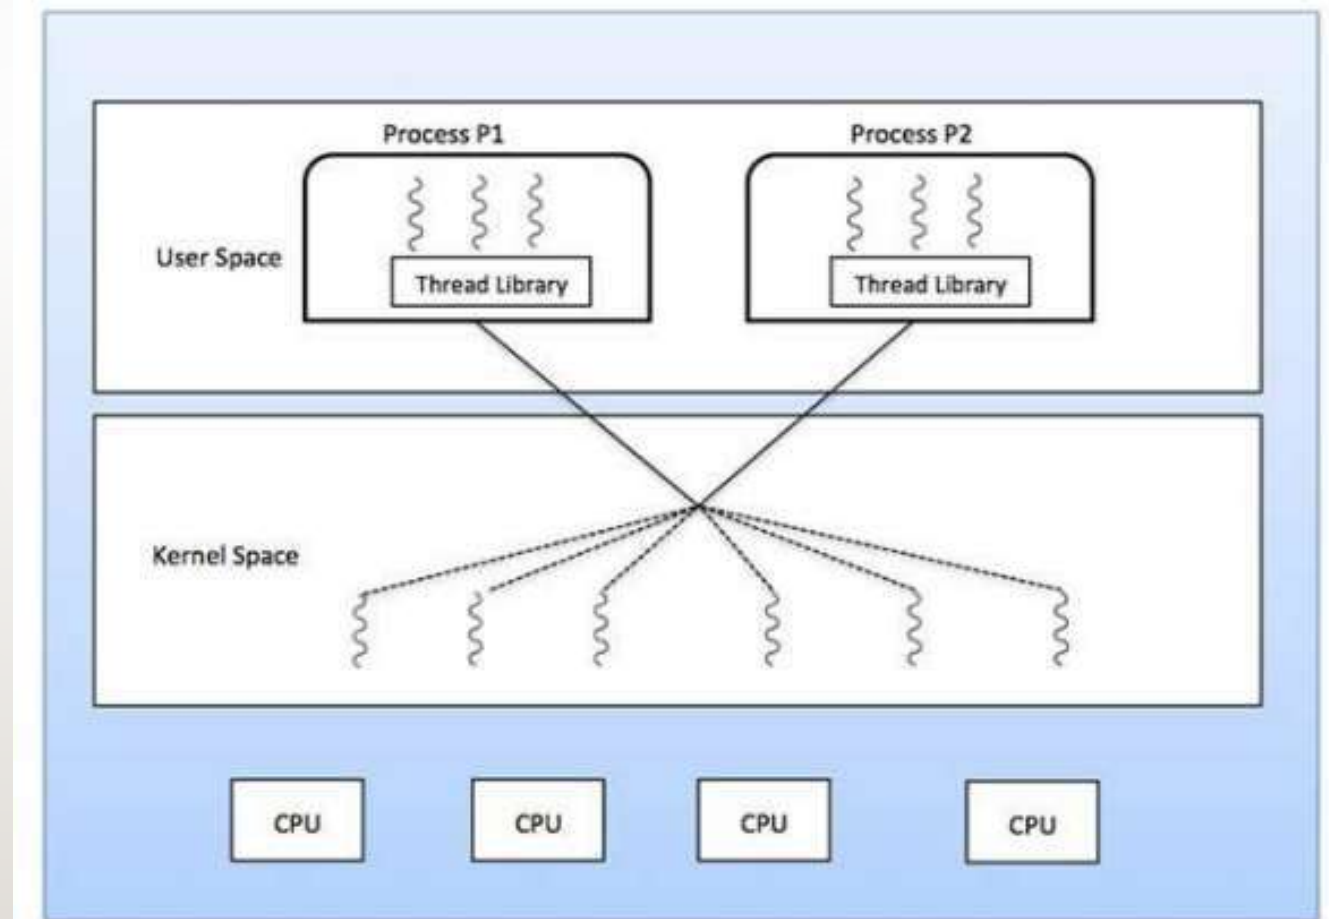 Process P1
Process P2
User Space
Thread Library
Thread Library
Kernel Space
CPU
CPU
CPU
CPU